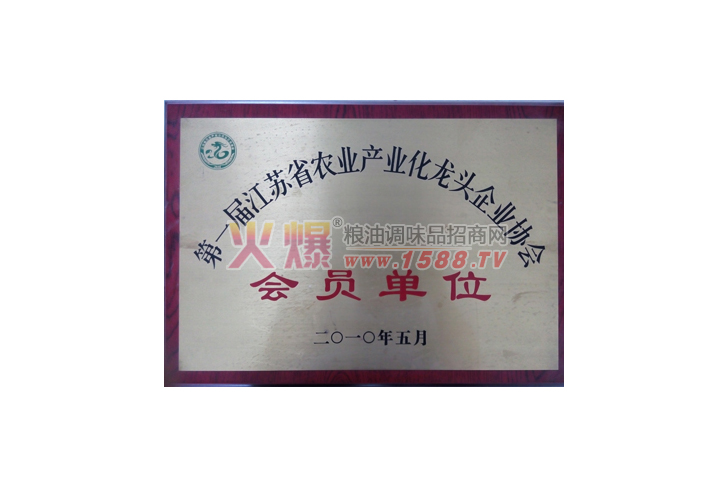 第一届江苏省农业产业化龙头企业协会
火爆®粮油调味品招商网
www.1588.TV
会员单位
二〇一〇年五月